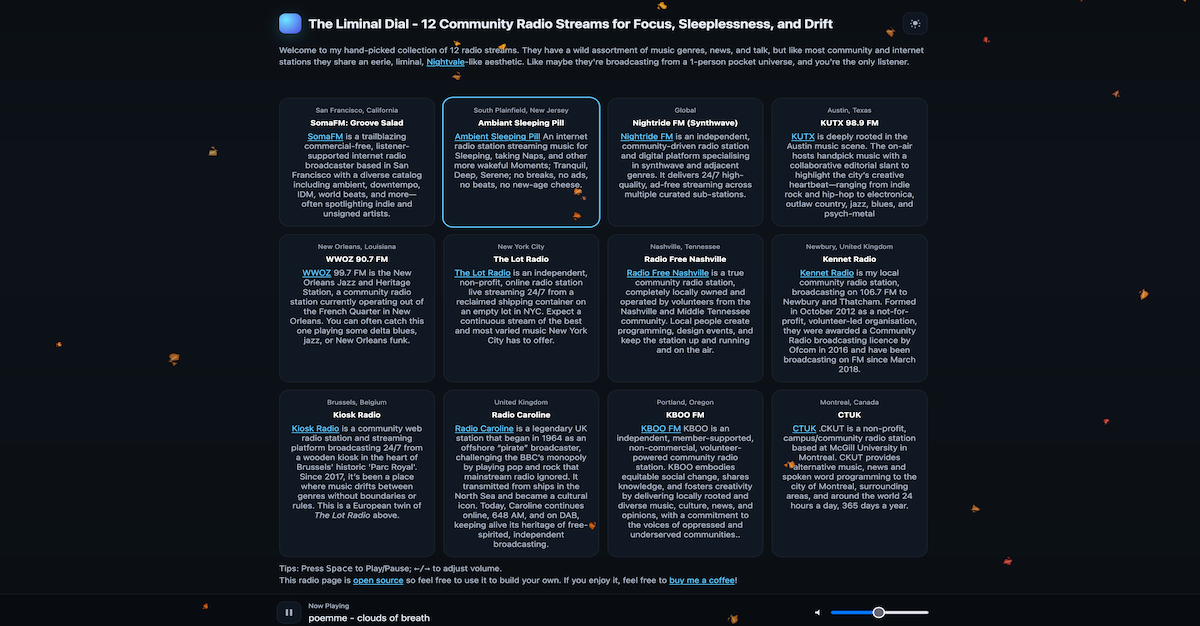 The Liminal Dial - 12 Community Radio Streams for Focus, Sleeplessness, and Drift
Welcome to my hand-picked collection of 12 radio streams. They have a wild assortment of music genres, news, and talk, but like most community and internet
stations they share an eerie, liminal, Nightvale-like aesthetic. Like maybe they're broadcasting from a 1-person pocket universe, and you're the only listener.
San Francisco, California
SomaFM: Groove Salad
SomaFM is a trailblazing
commercial-free, listener-
supported internet radio
broadcaster based in San
Francisco with a diverse catalog
including ambient, downtempo,
IDM, world beats, and more—
often spotlighting indie and
unsigned artists.
South Plainfield, New Jersey
Ambiant Sleeping Pill
Ambient Sleeping Pill An internet
radio station streaming music for
Sleeping, taking Naps, and other
more wakeful Moments; Tranquil,
Deep, Serene; no breaks, no ads,
no beats, no new-age cheese.
Global
Nightride FM (Synthwave)
Nightride FM is an independent,
community-driven radio station
and digital platform specialising
in synthwave and adjacent
genres. It delivers 24/7 high-
quality, ad-free streaming across
multiple curated sub-stations.
Austin, Texas
KUTX 98.9 FM
KUTX is deeply rooted in the
Austin music scene. The on-air
hosts handpick music with a
collaborative editorial slant to
highlight the city's creative
heartbeat—ranging from indie
rock and hip-hop to electronica,
outlaw country, jazz, blues, and
psych-metal
New Orleans, Louisiana
WWOZ 90.7 FM
WWOZ 99.7 FM is the New
Orleans Jazz and Heritage
Station, a community radio
station currently operating out of
the French Quarter in New
Orleans. You can often catch this
one playing some delta blues,
jazz, or New Orleans funk.
New York City
The Lot Radio
The Lot Radio is an independent,
non-profit, online radio station
live streaming 24/7 from a
reclaimed shipping container on
an empty lot in NYC. Expect a
continuous stream of the best
and most varied music New York
City has to offer.
Nashville, Tennessee
Radio Free Nashville
Radio Free Nashville is a true
community radio station,
completely locally owned and
operated by volunteers from the
Nashville and Middle Tennessee
community. Local people create
programming, design events, and
keep the station up and running
and on the air.
Newbury, United Kingdom
Kennet Radio
Kennet Radio is my local
community radio station,
broadcasting on 106.7 FM to
Newbury and Thatcham. Formed
in October 2012 as a not-for-
profit, volunteer-led organisation,
they were awarded a Community
Radio broadcasting licence by
Ofcom in 2016 and have been
broadcasting on FM since March
2018.
Brussels, Belgium
Kiosk Radio
Kiosk Radio is a community web
radio station and streaming
platform broadcasting 24/7 from
a wooden kiosk in the heart of
Brussels' historic 'Parc Royal'.
Since 2017, it's been a place
where music drifts between
genres without boundaries or
rules. This is a European twin of
The Lot Radio above.
United Kingdom
Radio Caroline
Radio Caroline is a legendary UK
station that began in 1964 as an
offshore "pirate" broadcaster,
challenging the BBC's monopoly
by playing pop and rock that
mainstream radio ignored. It
transmitted from ships in the
North Sea and became a cultural
icon. Today, Caroline continues
online, 648 AM, and on DAB,
keeping alive its heritage of free-
spirited, independent
broadcasting.
Portland, Oregon
KBOO FM
KBOO FM KBOO is an
independent, member-supported,
non-commercial, volunteer-
powered community radio
station. KBOO embodies
equitable social change, shares
knowledge, and fosters creativity
by delivering locally rooted and
diverse music, culture, news, and
opinions, with a commitment to
the voices of oppressed and
underserved communities..
Montreal, Canada
CTUK
CTUK .CKUT is a non-profit,
campus/community radio station
based at McGill University in
Montreal. CKUT provides
alternative music, news and
spoken word programming to the
city of Montreal, surrounding
areas, and around the world 24
hours a day, 365 days a year.
Tips: Press Space to Play/Pause; ←/→ to adjust volume.
This radio page is open source so feel free to use it to build your own. If you enjoy it, feel free to buy me a coffee!
Now Playing
poemme - clouds of breath